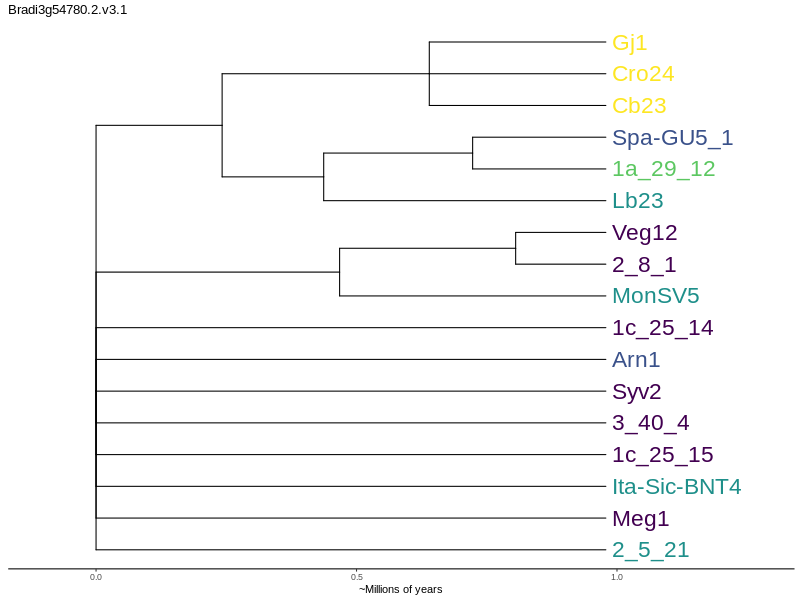 Bradi3g54780.2.v3.1
Gj1
Cro24
Cb23
Spa-GU5_1
1a_29_12
Lb23
Veg12
2_8_1
MonSV5
1c_25_14
Arn1
Syv2
3_40_4
1c_25_15
Ita-Sic-BNT4
Meg1
2_5_21
0.0 0.5 1.0
~Millions of years